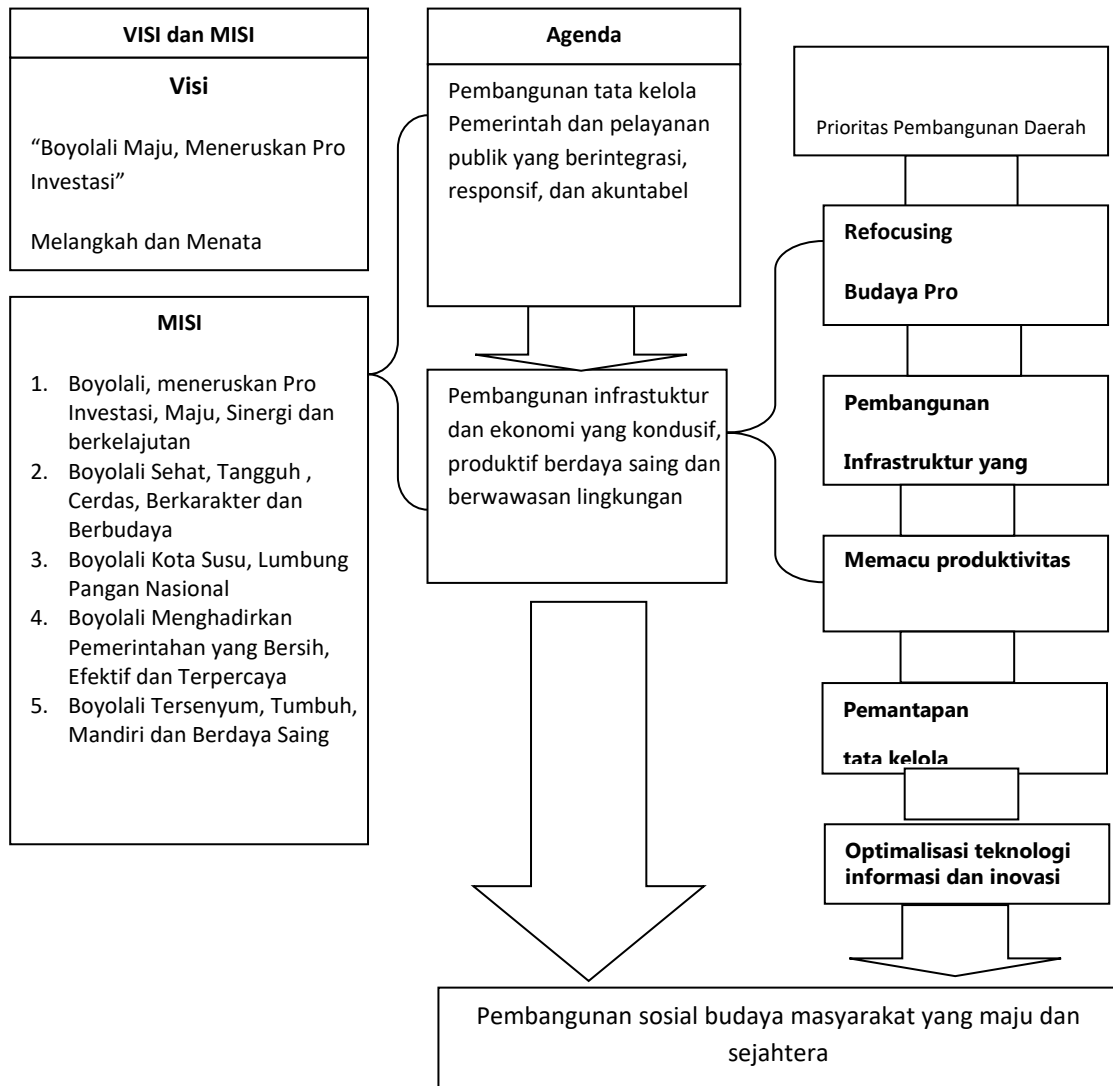 VISI dan MISI
Visi
“Boyolali Maju, Meneruskan Pro
Investasi”
Melangkah dan Menata
MISI
1. Boyolali, meneruskan Pro
Investasi, Maju, Sinergi dan
berkelajutan
2. Boyolali Sehat, Tangguh ,
Cerdas, Berkarakter dan
Berbudaya
3. Boyolali Kota Susu, Lumbung
Pangan Nasional
4. Boyolali Menghadirkan
Pemerintahan yang Bersih,
Efektif dan Terpercaya
5. Boyolali Tersenyum, Tumbuh,
Mandiri dan Berdaya Saing
Agenda
Pembangunan tata kelola
Pemerintah dan pelayanan
publik yang berintegrasi,
responsif, dan akuntabel
Pembangunan infrastuktur
dan ekonomi yang kondusif,
produktif berdaya saing dan
berwawasan lingkungan
Prioritas Pembangunan Daerah
Refocusing
Budaya Pro
Pembangunan
Infrastruktur yang
Memacu produktivitas
Pemantapan
tata kelola
Optimalisasi teknologi
informasi dan inovasi
Pembangunan sosial budaya masyarakat yang maju dan
sejahtera